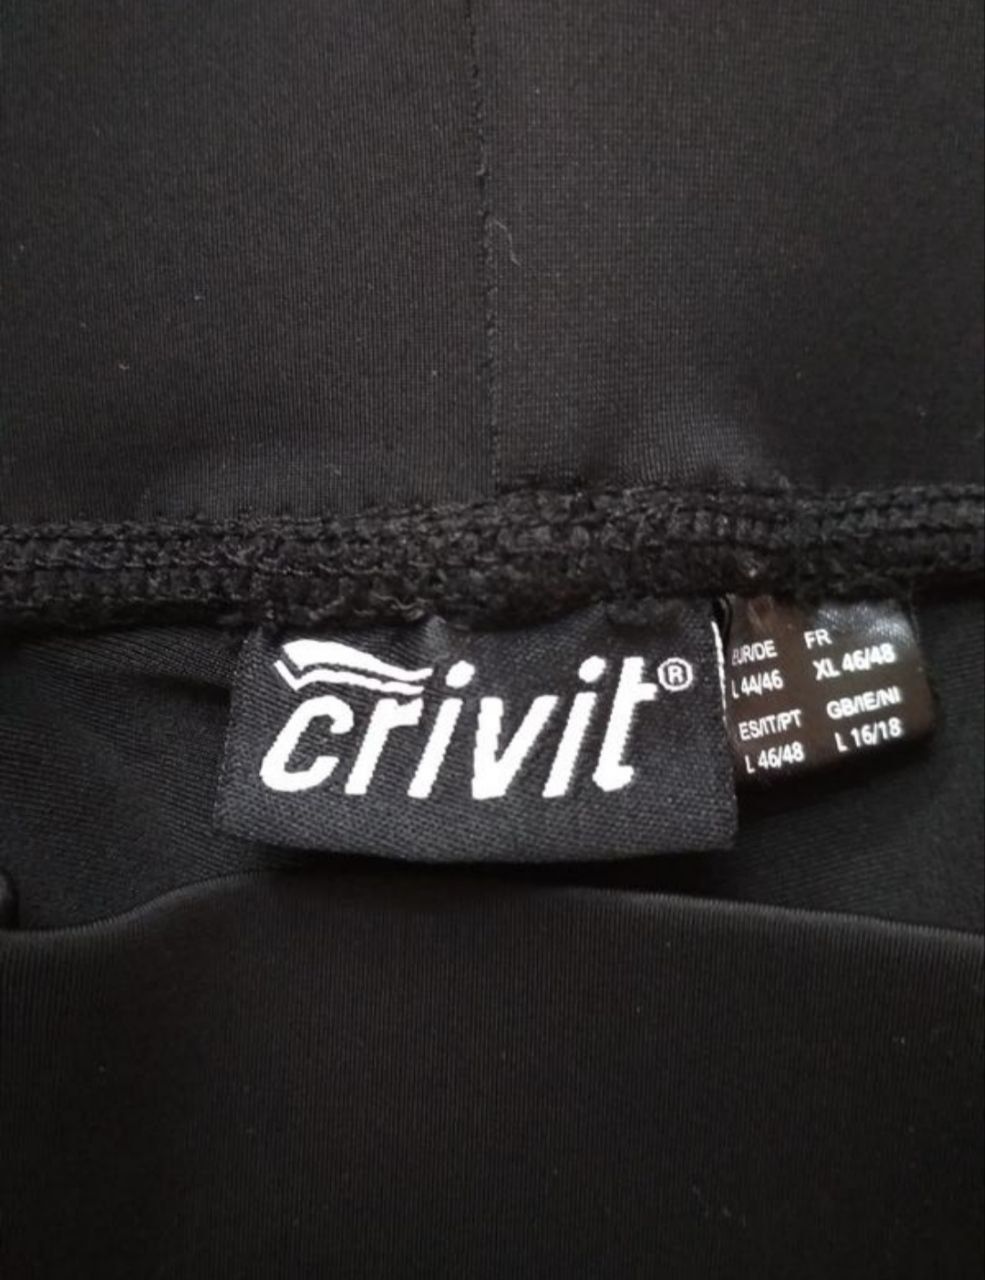 crivit®
EUR/DE FR
L 44/46 XL 46/48
ES/IT/PT GB/IE/NI
L 46/48 L 16/18